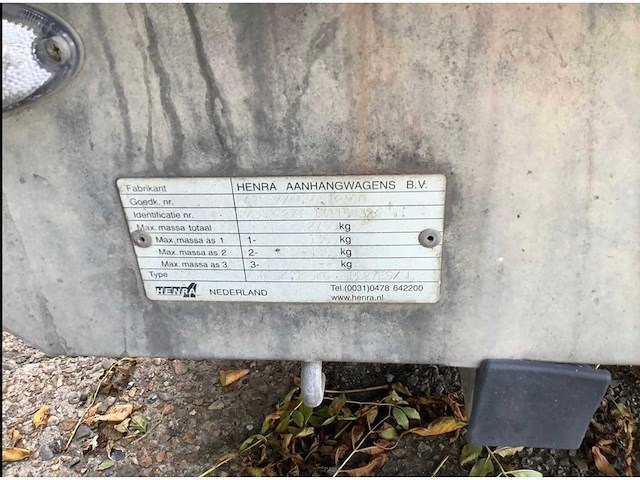 Fabrikant HENRA AANHANGWAGENS B.V.
Goedk. nr.
Identificatie nr.
Max. massa totaal kg
Max. massa as 1 1- kg
Max. massa as 2 2- kg
Max. massa as 3 3- kg
Type
HENRA NEDERLAND Tel.(0031)0478 642200
www.henra.nl